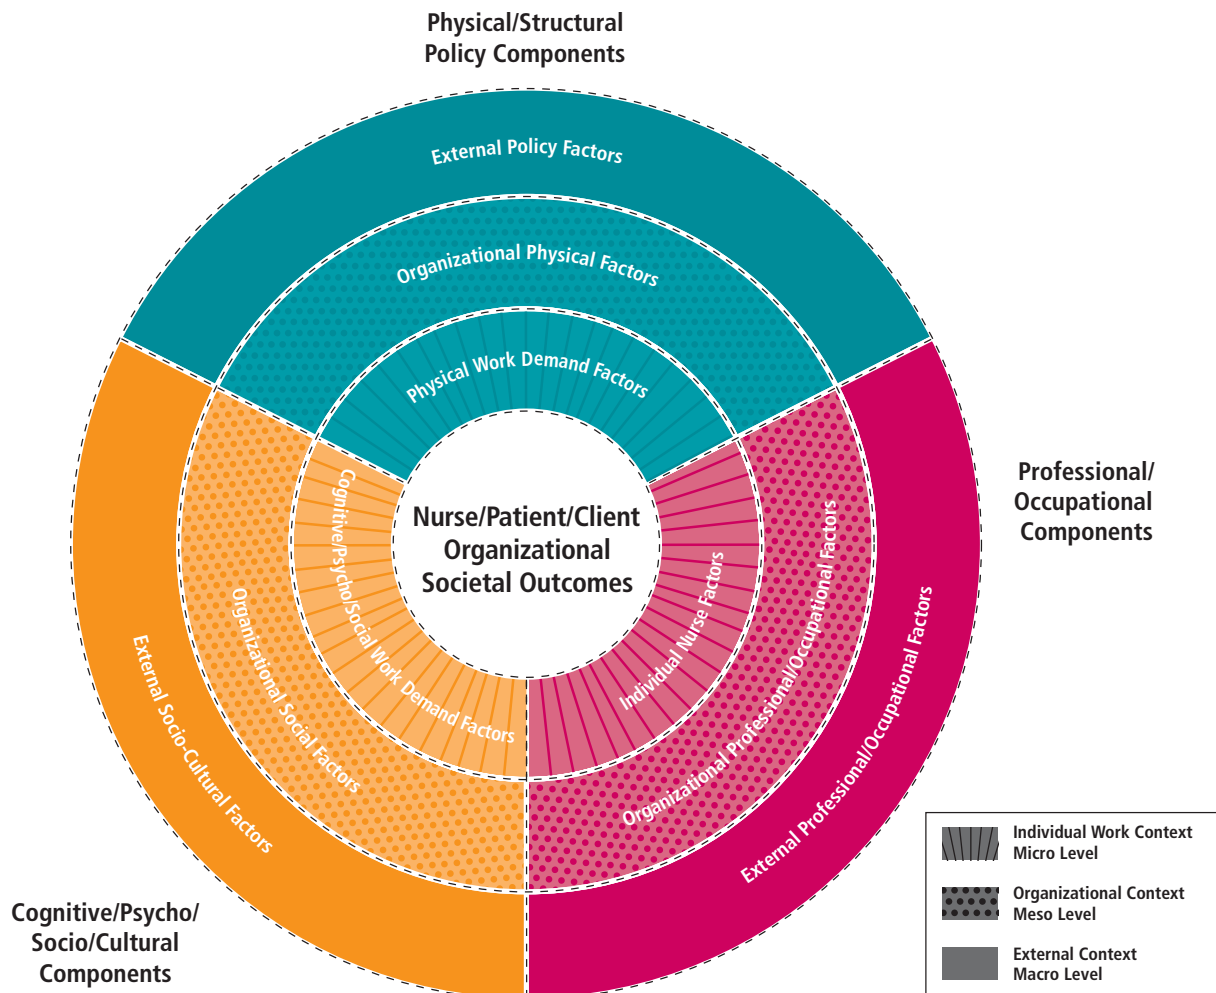 Physical/Structural
Policy Components
External Policy Factors
Organizational Physical Factors
Physical Work Demand Factors
Nurse/Patient/Client
Organizational
Societal Outcomes
Professional/
Occupational
Components
Individual Nurse Factors
Organizational Professional/Occupational Factors
External Professional/Occupational Factors
Cognitive/Psycho/Social Work Demand Factors
Organizational Social Factors
External Socio-Cultural Factors
Cognitive/Psycho/
Socio/Cultural
Components
Individual Work Context
Micro Level
Organizational Context
Meso Level
External Context
Macro Level